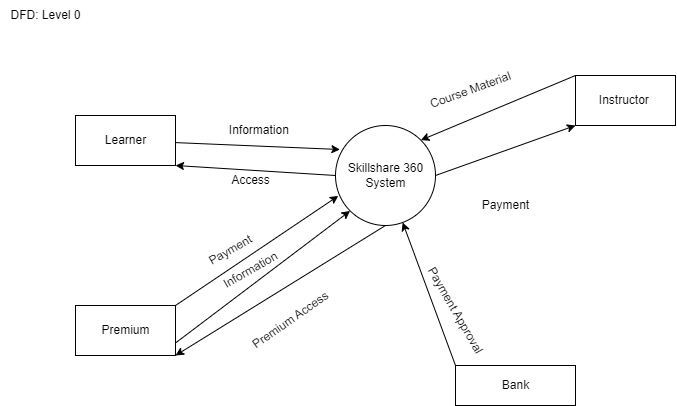 DFD: Level 0
Course Material
Instructor
Learner
Information
Skillshare 360
System
Access
Payment
Payment
Information
Premium Access
Payment Approval
Premium
Bank